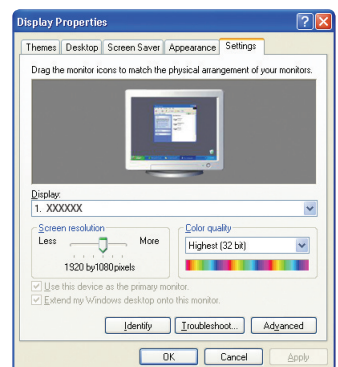 Display Properties
Themes Desktop Screen Saver Appearance Settings
Drag the monitor icons to match the physical arrangement of your monitors.
Display:
1. XXXXXX
Screen resolution
Less More
1920 by1080 pixels
Color quality
Highest (32 bit)
Use this device as the primary monitor.
Extend my Windows desktop onto this monitor.
Identify Troubleshoot... Advanced
OK Cancel Apply